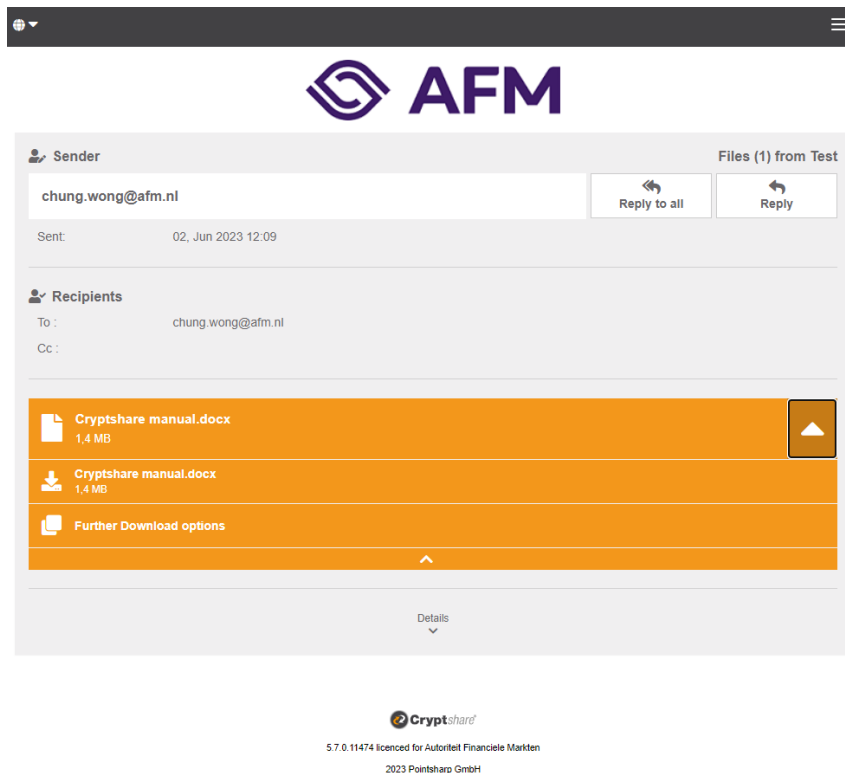 AFM
Sender
Files (1) from Test
chung.wong@afm.nl
Reply to all
Reply
Sent: 02, Jun 2023 12:09
Recipients
To : chung.wong@afm.nl
Cc :
Cryptshare manual.docx
1,4 MB
Cryptshare manual.docx
1,4 MB
Further Download options
Details
Cryptshare
5.7.0.11474 licenced for Autoriteit Financiele Markten
2023 Pointsharp GmbH